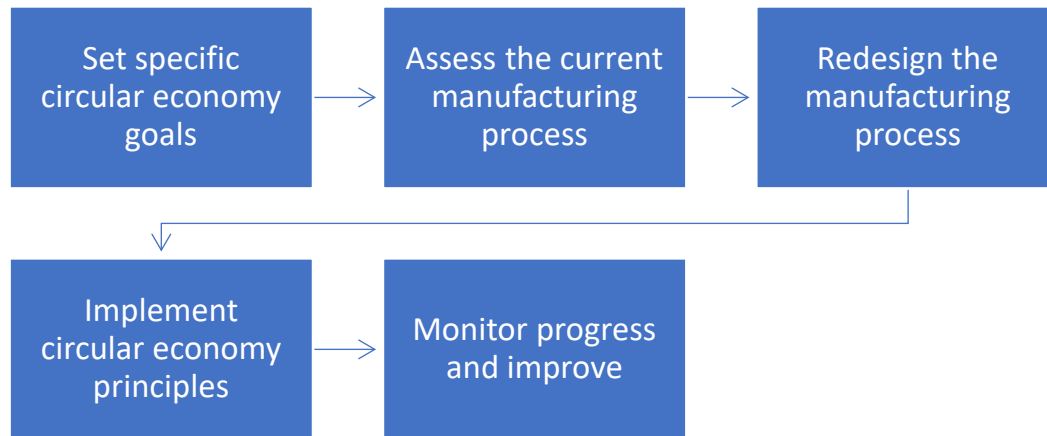 Set specific
circular economy
goals
Assess the current
manufacturing
process
Redesign the
manufacturing
process
Implement
circular economy
principles
Monitor progress
and improve